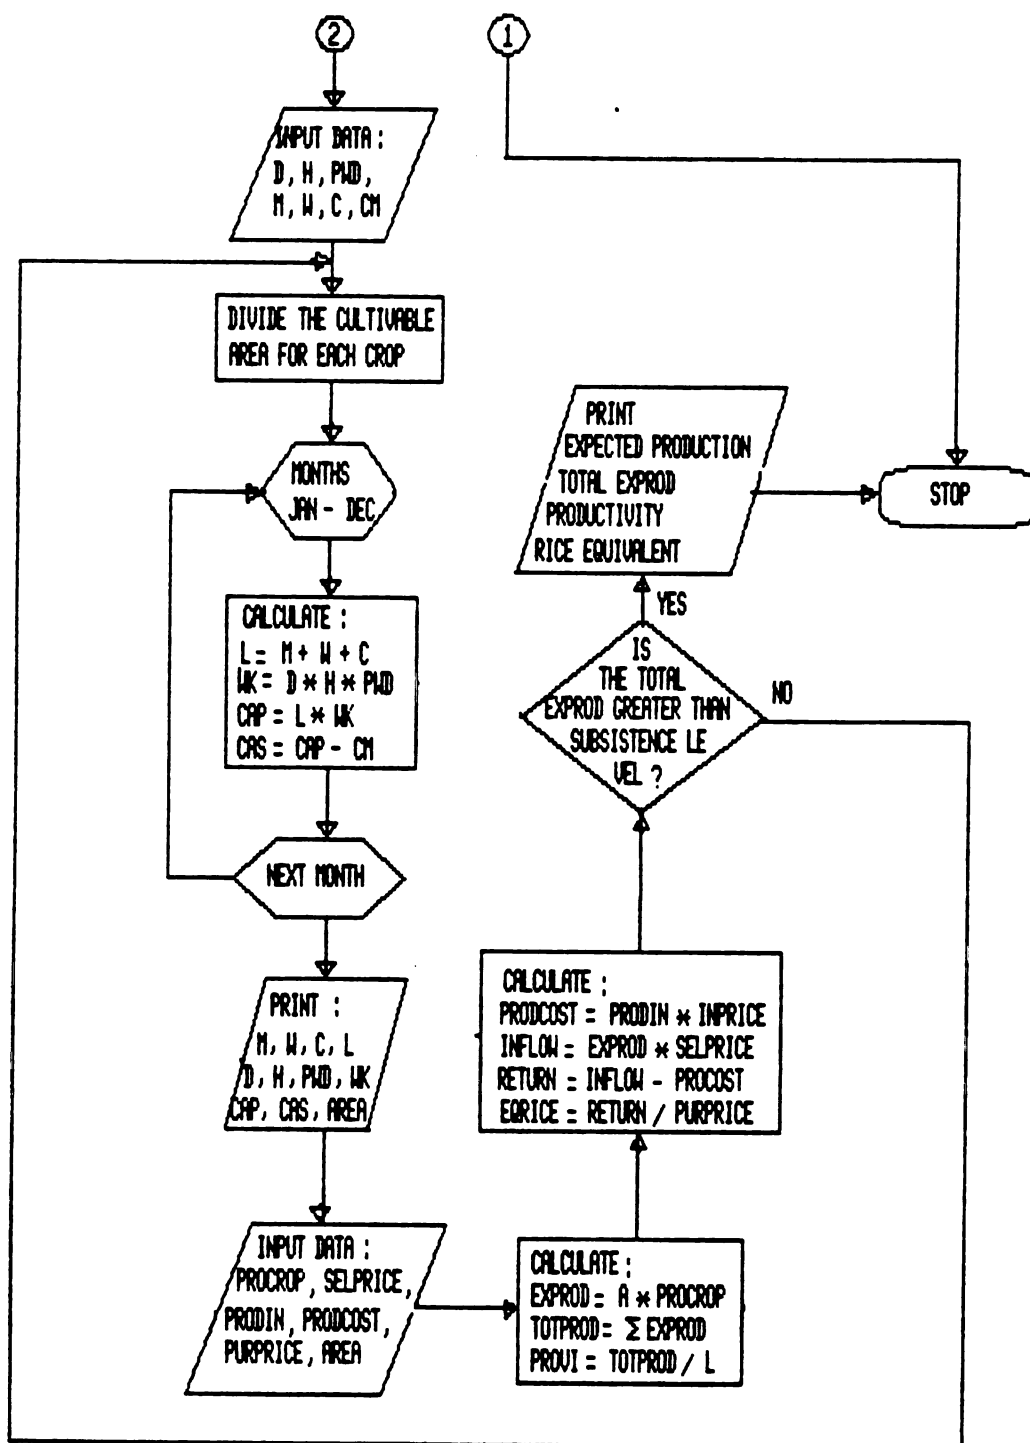 2
1
INPUT DATA :
D, H, PWD,
M, W, C, CM
DIVIDE THE CULTIVABLE
AREA FOR EACH CROP
MONTHS
JAN - DEC
CALCULATE :
L = M + W + C
WK = D * H * PWD
CAP = L * WK
CAS = CAP - CM
NEXT MONTH
PRINT :
M, W, C, L
D, H, PWD, WK
CAP, CAS, AREA
INPUT DATA :
PROCROP, SELPRICE,
PRODIN, PRODCOST,
PURPRICE, AREA
CALCULATE :
EXPROD = A * PROCROP
TOTPROD = Σ EXPROD
PROVI = TOTPROD / L
CALCULATE :
PRODCOST = PRODIN * INPRICE
INFLOW = EXPROD * SELPRICE
RETURN = INFLOW - PROCOST
EQRICE = RETURN / PURPRICE
IS
THE TOTAL
EXPROD GREATER THAN
SUBSISTENCE LE
VEL ?
YES
NO
PRINT
EXPECTED PRODUCTION
TOTAL EXPROD
PRODUCTIVITY
RICE EQUIVALENT
STOP